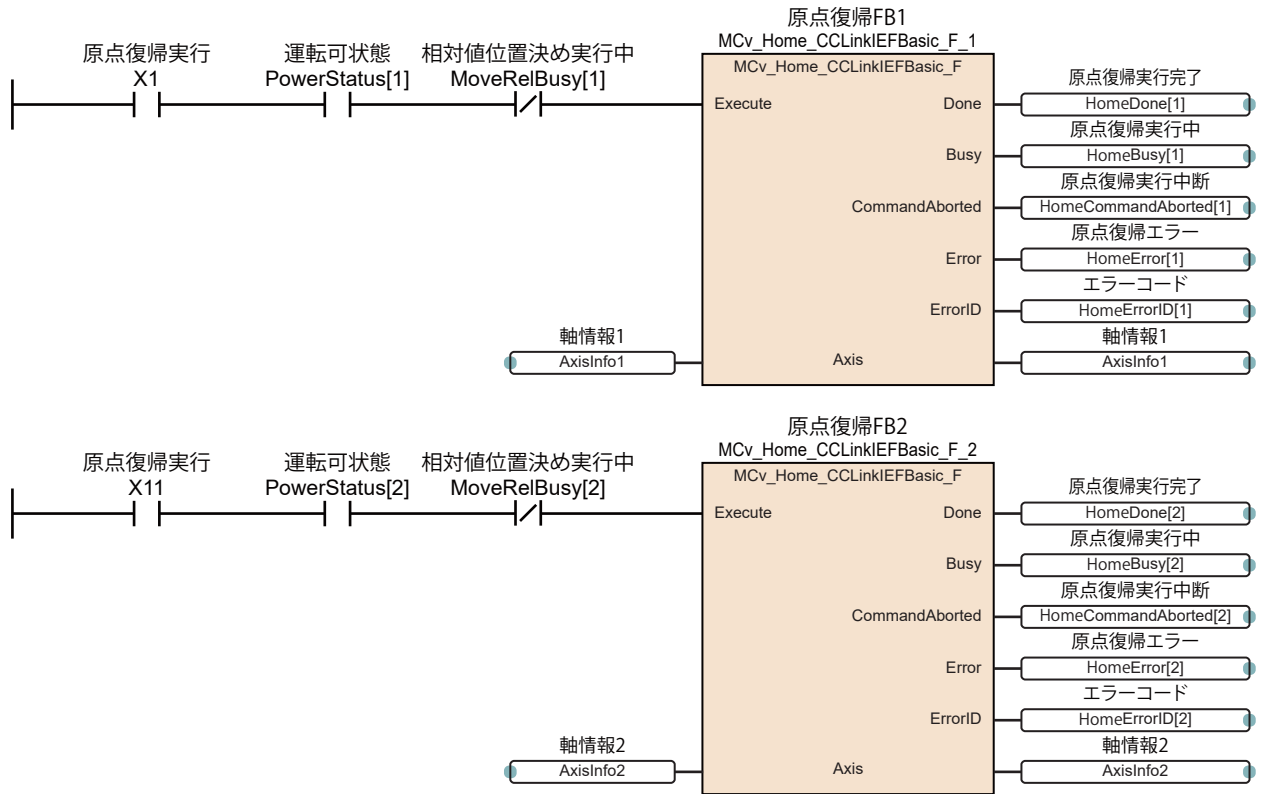 原点復帰FB1
MCv_Home_CCLinkIEFBasic_F_1
原点復帰実行 運転可状態 相対値位置決め実行中
X1 PowerStatus[1] MoveRelBusy[1]
MCv_Home_CCLinkIEFBasic_F
原点復帰実行完了
Execute Done HomeDone[1]
原点復帰実行中
Busy HomeBusy[1]
原点復帰実行中断
CommandAborted HomeCommandAborted[1]
原点復帰エラー
Error HomeError[1]
エラーコード
ErrorID HomeErrorID[1]
軸情報1 軸情報1
AxisInfo1 Axis AxisInfo1
原点復帰FB2
MCv_Home_CCLinkIEFBasic_F_2
原点復帰実行 運転可状態 相対値位置決め実行中
X11 PowerStatus[2] MoveRelBusy[2]
MCv_Home_CCLinkIEFBasic_F
原点復帰実行完了
Execute Done HomeDone[2]
原点復帰実行中
Busy HomeBusy[2]
原点復帰実行中断
CommandAborted HomeCommandAborted[2]
原点復帰エラー
Error HomeError[2]
エラーコード
ErrorID HomeErrorID[2]
軸情報2 軸情報2
AxisInfo2 Axis AxisInfo2